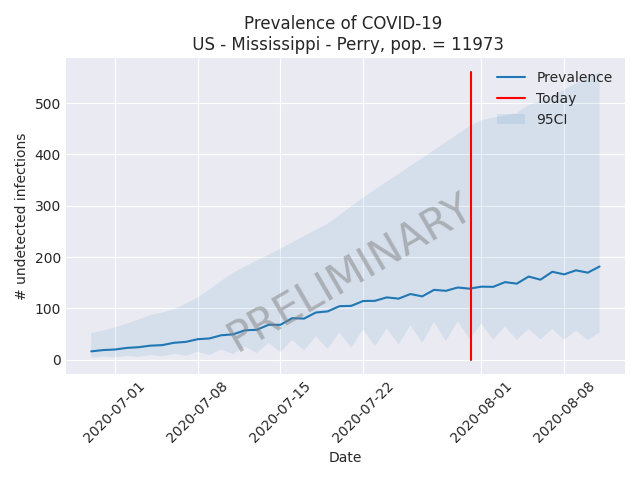 Prevalence of COVID-19
US - Mississippi - Perry, pop. = 11973
Prevalence
Today
95CI
# undetected infections
500
400
300
200
100
0
PRELIMINARY
2020-07-01
2020-07-08
2020-07-15
2020-07-22
2020-08-01
2020-08-08
Date